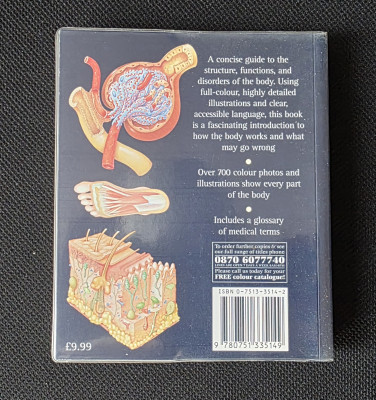 A concise guide to the
structure, functions, and
disorders of the body. Using
full-colour, highly detailed
illustrations and clear,
accessible language, this book
is a fascinating introduction to
how the body works and what
may go wrong
•
Over 700 colour photos and
illustrations show every part
of the body
•
Includes a glossary
of medical terms
To order further copies & see
our full range of titles phone
0870 6077740
Please call us today for your
FREE colour catalogue!
ISBN 0-7513-3514-2
9 780751 335149
£9.99